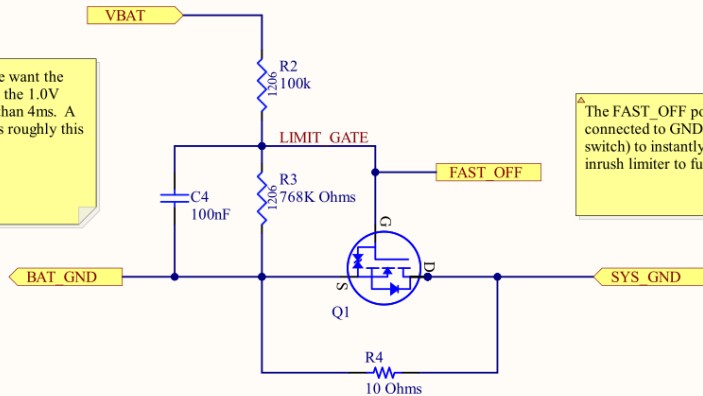 VBAT
R2
1206
100k
e want the
the 1.0V
than 4ms. A
s roughly this
LIMIT_GATE
The FAST_OFF po
connected to GND
switch) to instantly
inrush limiter to fu
R3
1206
768K Ohms
FAST_OFF
C4
100nF
G
BAT_GND
S
D
SYS_GND
Q1
R4
10 Ohms